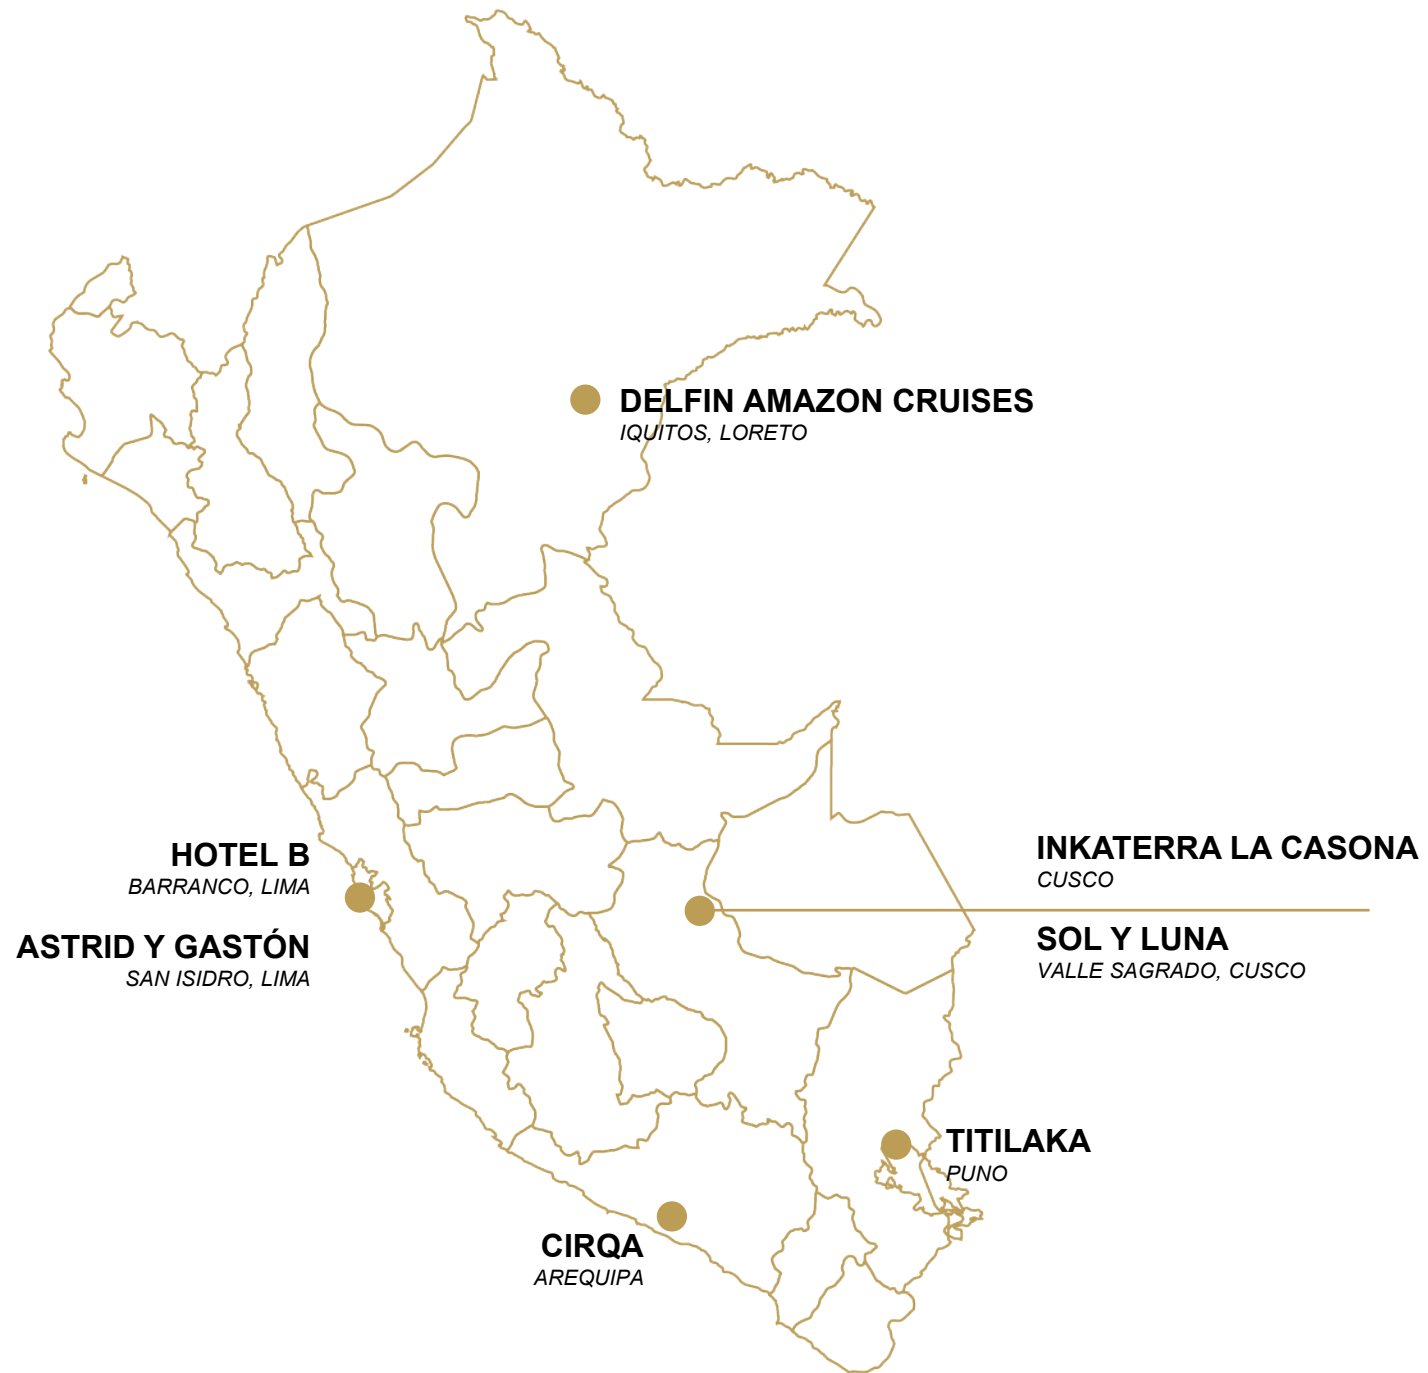 DELFIN AMAZON CRUISES
IQUITOS, LORETO
HOTEL B
BARRANCO, LIMA
ASTRID Y GASTÓN
SAN ISIDRO, LIMA
INKATERRA LA CASONA
CUSCO
SOL Y LUNA
VALLE SAGRADO, CUSCO
TITILAKA
PUNO
CIRQA
AREQUIPA